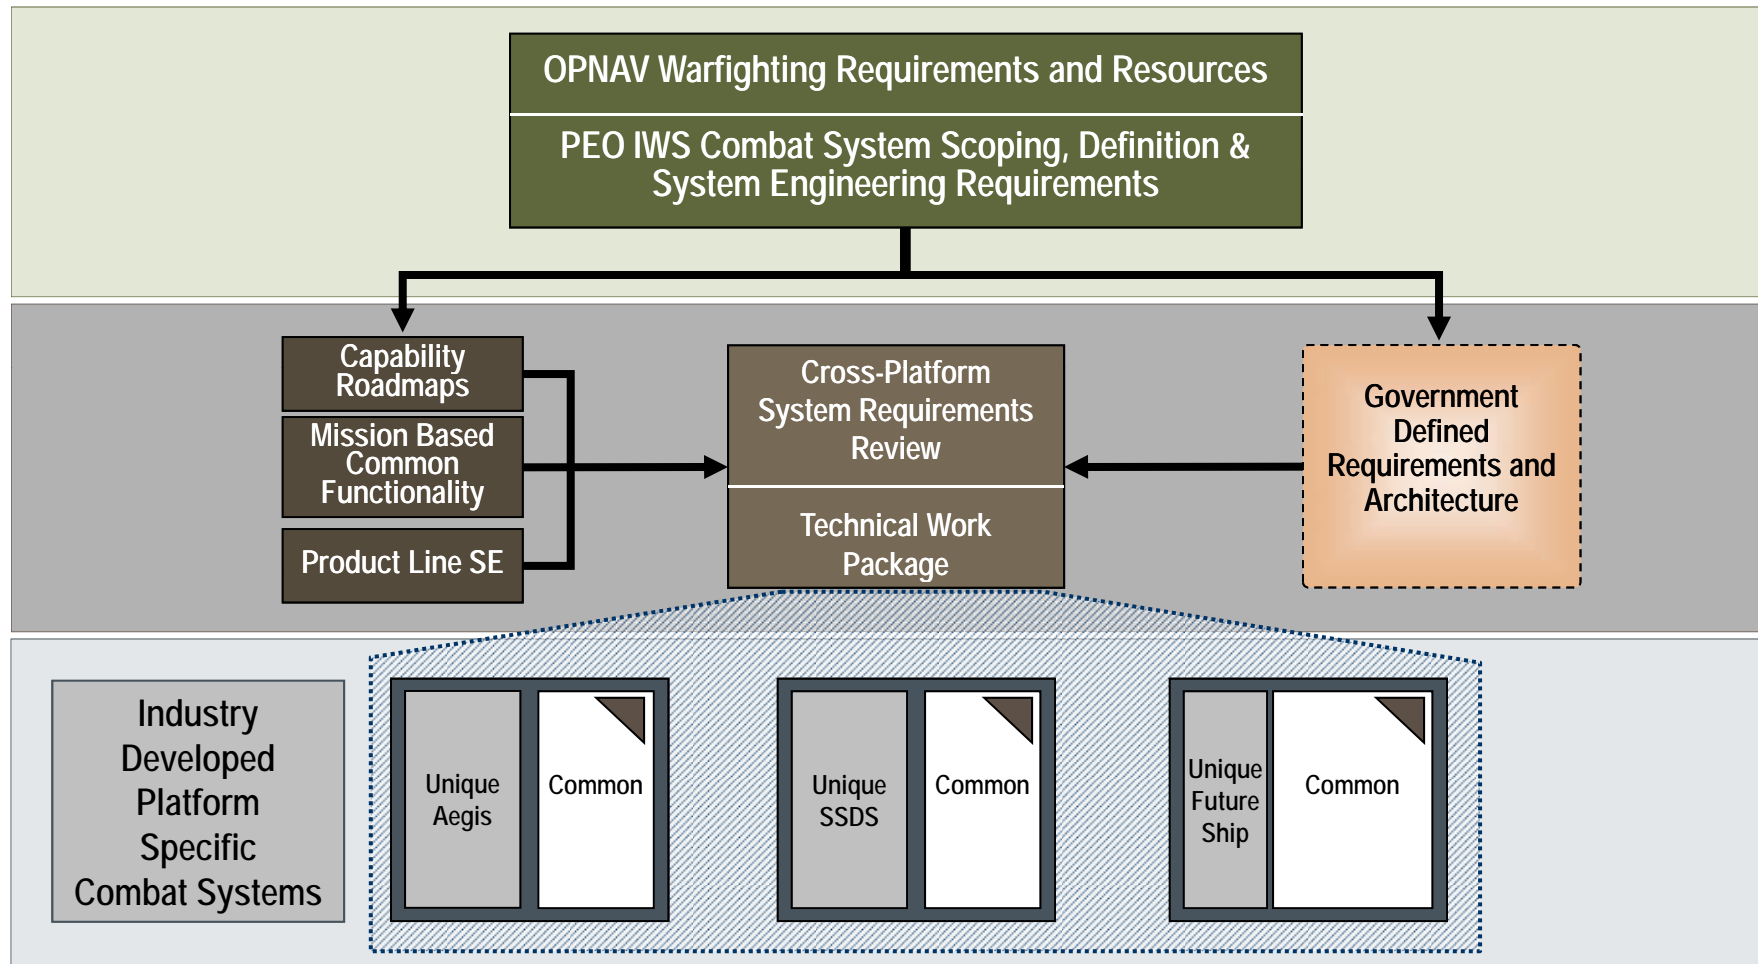 OPNAV Warfighting Requirements and Resources
PEO IWS Combat System Scoping, Definition &
System Engineering Requirements
Capability
Roadmaps
Mission Based
Common
Functionality
Product Line SE
Cross-Platform
System Requirements
Review
Technical Work
Package
Government
Defined
Requirements and
Architecture
Industry
Developed
Platform
Specific
Combat Systems
Unique
Aegis
Common
Unique
SSDS
Common
Unique
Future
Ship
Common